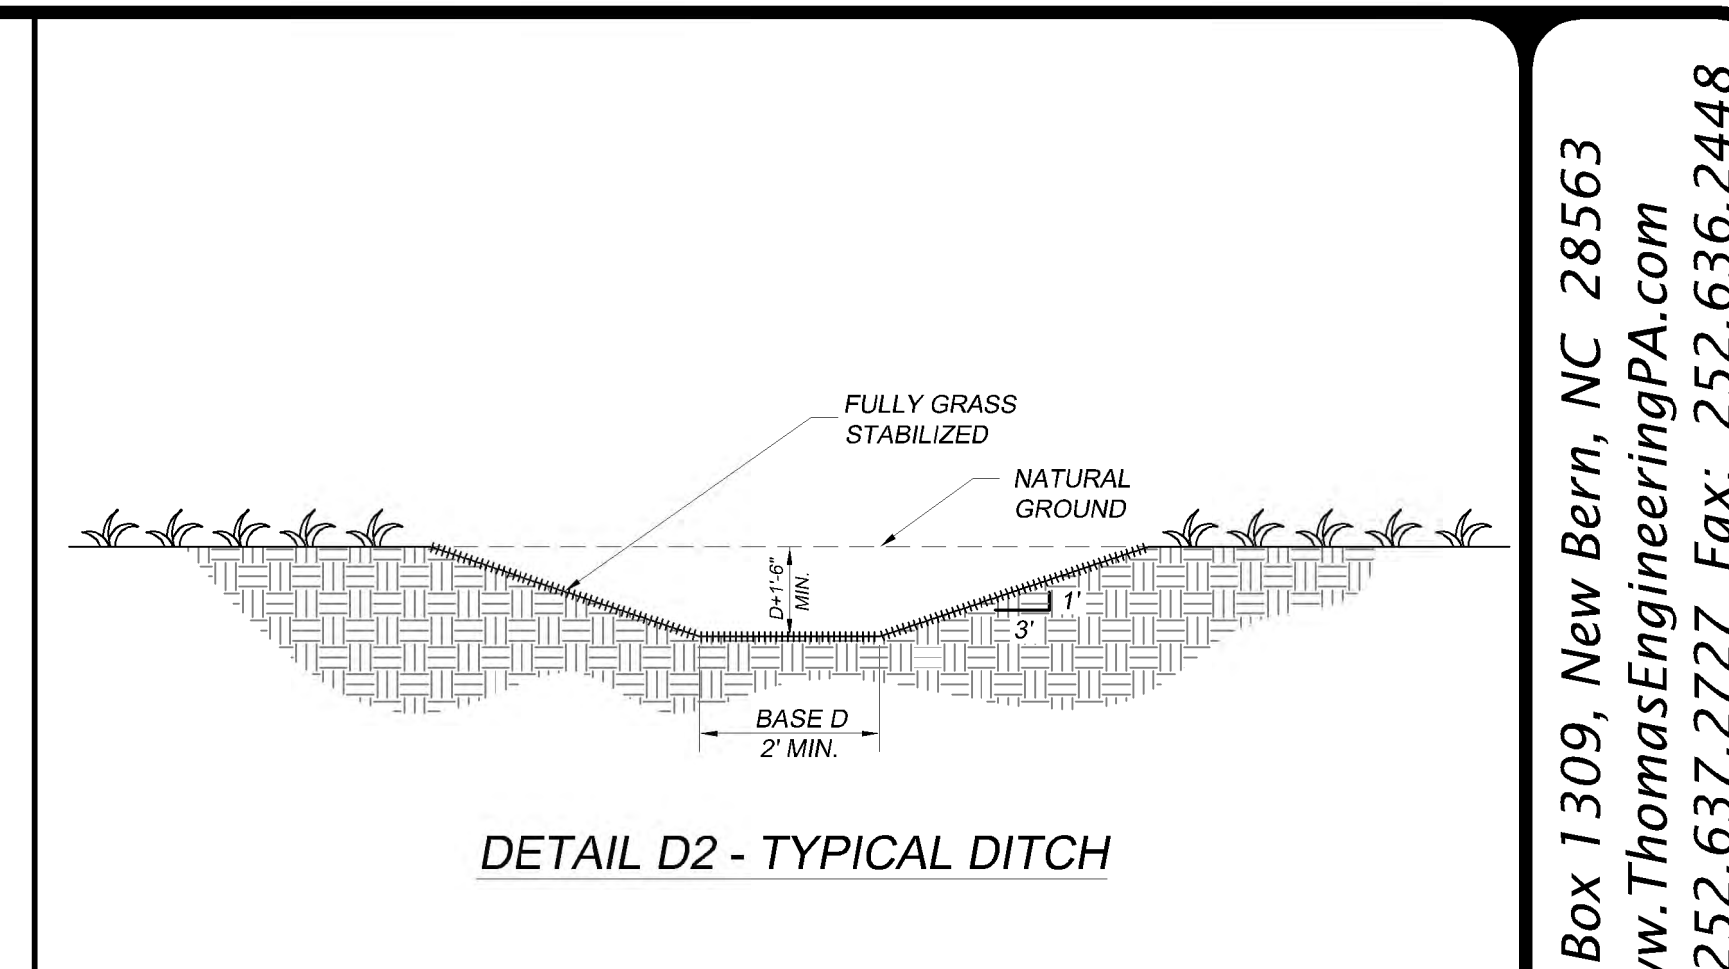 FULLY GRASS
STABILIZED
NATURAL
GROUND
D+1'-6"
MIN.
1'
3'
BASE D
2' MIN.
DETAIL D2 - TYPICAL DITCH
Box 1309, New Bern, NC 28563
w.ThomasEngineeringPA.com
252.637.2727 Fax: 252.636.2448